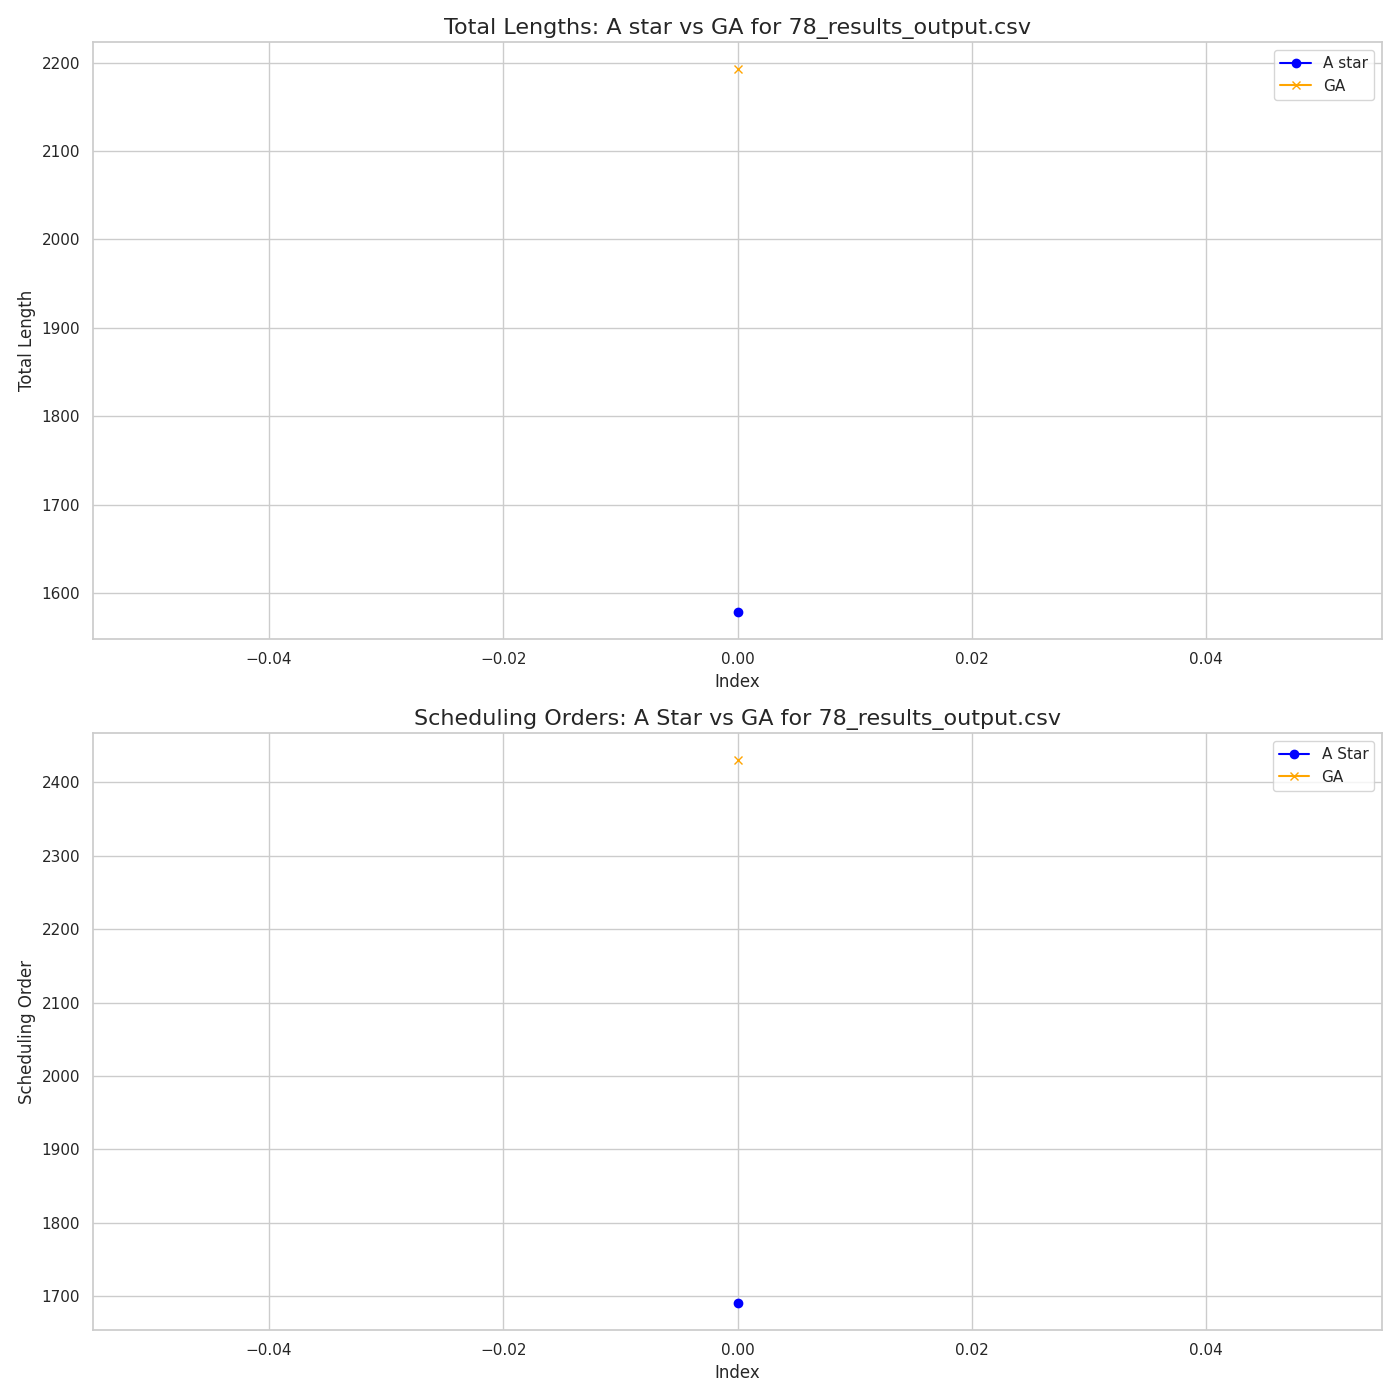 Total Lengths: A star vs GA for 78_results_output.csv
A star
GA
2200
2100
2000
1900
1800
1700
1600
Total Length
−0.04
−0.02
0.00
0.02
0.04
Index
Scheduling Orders: A Star vs GA for 78_results_output.csv
A Star
GA
2400
2300
2200
2100
2000
1900
1800
1700
Scheduling Order
−0.04
−0.02
0.00
0.02
0.04
Index